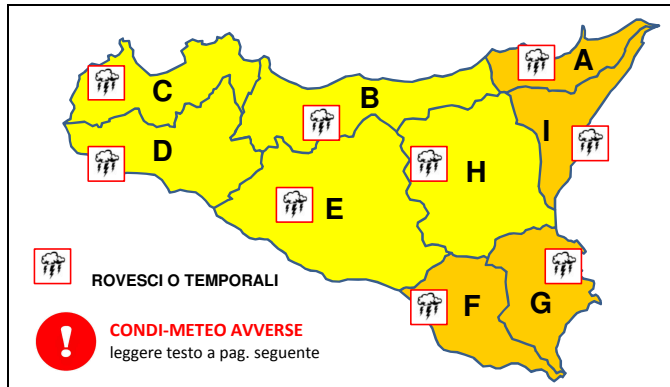 A
C
B
I
D
H
E
ROVESCI O TEMPORALI
F
G
!
CONDI-METEO AVVERSE
leggere testo a pag. seguente